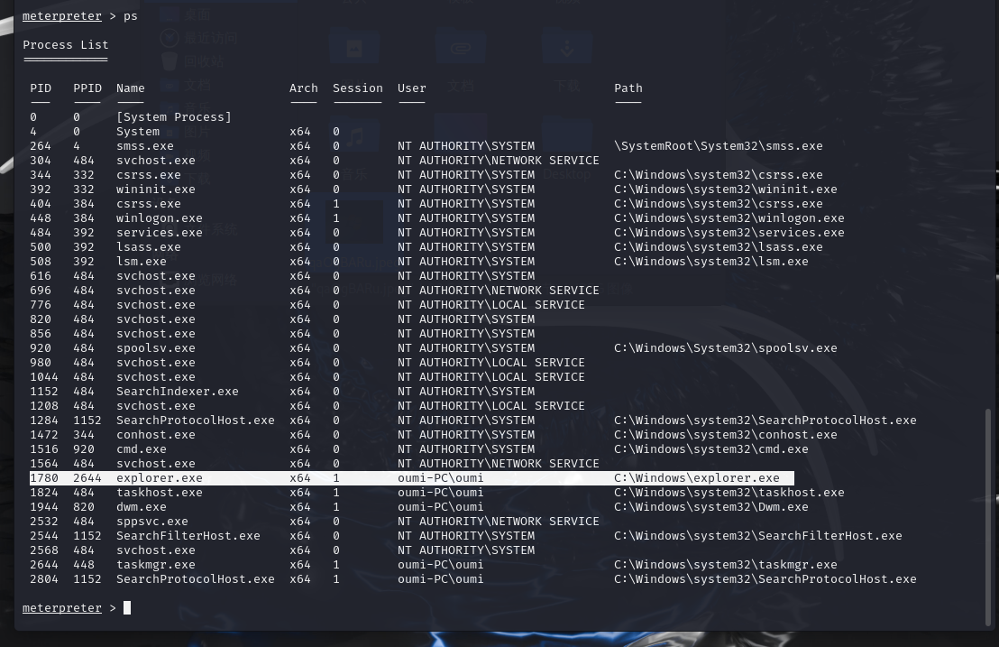 meterpreter > ps
Process List
PID PPID Name Arch Session User Path
0 0 [System Process]
4 0 System x64 0
264 4 smss.exe x64 0 NT AUTHORITY\SYSTEM \SystemRoot\System32\smss.exe
304 484 svchost.exe x64 0 NT AUTHORITY\NETWORK SERVICE
344 332 csrss.exe x64 0 NT AUTHORITY\SYSTEM C:\Windows\system32\csrss.exe
392 332 wininit.exe x64 0 NT AUTHORITY\SYSTEM C:\Windows\system32\wininit.exe
404 384 csrss.exe x64 1 NT AUTHORITY\SYSTEM C:\Windows\system32\csrss.exe
448 384 winlogon.exe x64 1 NT AUTHORITY\SYSTEM C:\Windows\system32\winlogon.exe
484 392 services.exe x64 0 NT AUTHORITY\SYSTEM C:\Windows\system32\services.exe
500 392 lsass.exe x64 0 NT AUTHORITY\SYSTEM C:\Windows\system32\lsass.exe
508 392 lsm.exe x64 0 NT AUTHORITY\SYSTEM C:\Windows\system32\lsm.exe
616 484 svchost.exe x64 0 NT AUTHORITY\SYSTEM
696 484 svchost.exe x64 0 NT AUTHORITY\NETWORK SERVICE
776 484 svchost.exe x64 0 NT AUTHORITY\LOCAL SERVICE
820 484 svchost.exe x64 0 NT AUTHORITY\SYSTEM
856 484 svchost.exe x64 0 NT AUTHORITY\SYSTEM
920 484 spoolsv.exe x64 0 NT AUTHORITY\SYSTEM C:\Windows\System32\spoolsv.exe
980 484 svchost.exe x64 0 NT AUTHORITY\LOCAL SERVICE
1044 484 svchost.exe x64 0 NT AUTHORITY\LOCAL SERVICE
1152 484 SearchIndexer.exe x64 0 NT AUTHORITY\SYSTEM
1208 484 svchost.exe x64 0 NT AUTHORITY\LOCAL SERVICE
1284 1152 SearchProtocolHost.exe x64 0 NT AUTHORITY\SYSTEM C:\Windows\system32\SearchProtocolHost.exe
1472 344 conhost.exe x64 0 NT AUTHORITY\SYSTEM C:\Windows\system32\conhost.exe
1516 920 cmd.exe x64 0 NT AUTHORITY\SYSTEM C:\Windows\system32\cmd.exe
1564 484 svchost.exe x64 0 NT AUTHORITY\NETWORK SERVICE
1780 2644 explorer.exe x64 1 oumi-PC\oumi C:\Windows\explorer.exe
1824 484 taskhost.exe x64 1 oumi-PC\oumi C:\Windows\system32\taskhost.exe
1944 820 dwm.exe x64 1 oumi-PC\oumi C:\Windows\system32\Dwm.exe
2532 484 sppsvc.exe x64 0 NT AUTHORITY\NETWORK SERVICE
2544 1152 SearchFilterHost.exe x64 0 NT AUTHORITY\SYSTEM C:\Windows\system32\SearchFilterHost.exe
2568 484 svchost.exe x64 0 NT AUTHORITY\SYSTEM
2644 448 taskmgr.exe x64 1 oumi-PC\oumi C:\Windows\system32\taskmgr.exe
2804 1152 SearchProtocolHost.exe x64 1 oumi-PC\oumi C:\Windows\system32\SearchProtocolHost.exe
meterpreter >